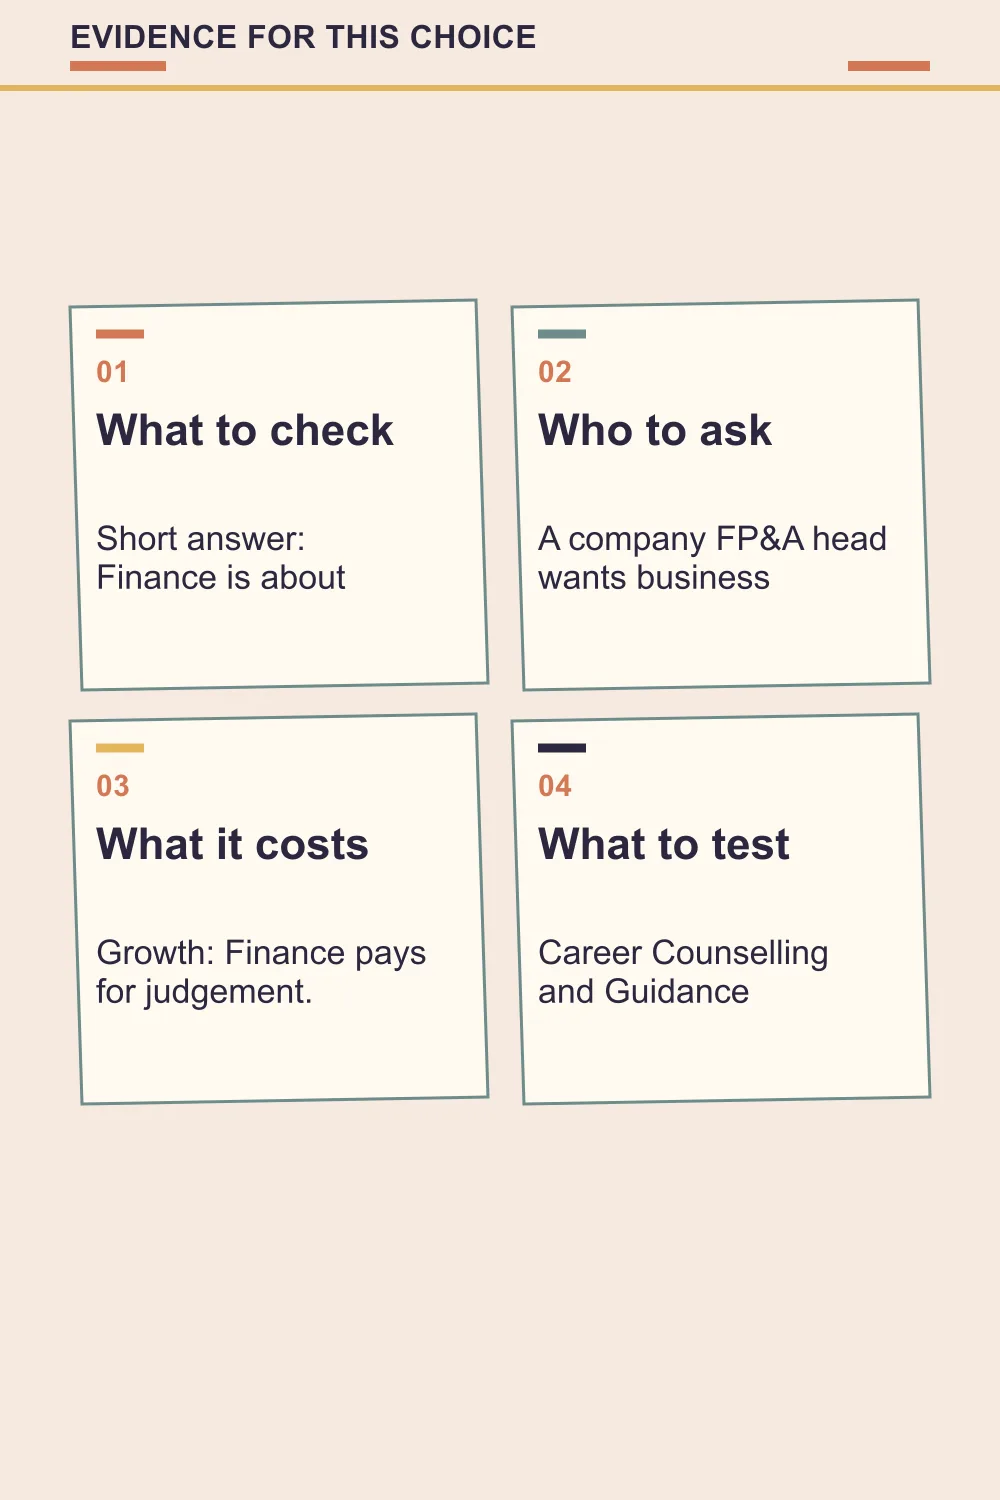 EVIDENCE FOR THIS CHOICE
01
What to check
Short answer:
Finance is about
02
Who to ask
A company FP&A head
wants business
03
What it costs
Growth: Finance pays
for judgement.
04
What to test
Career Counselling
and Guidance